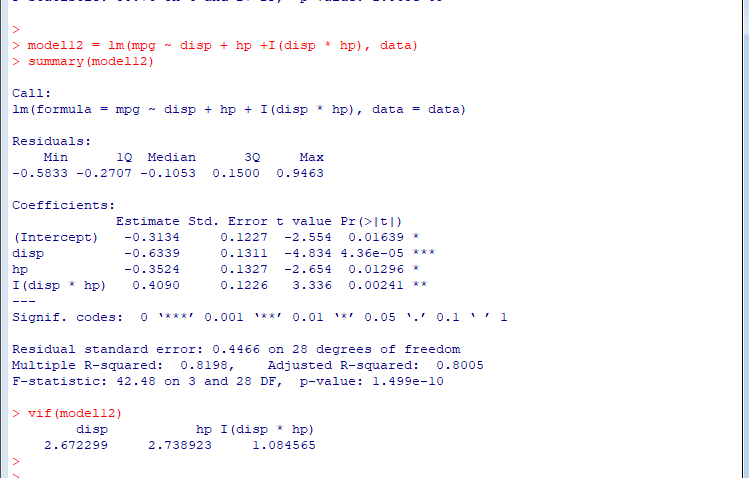 >
> model12 = lm(mpg ~ disp + hp +I(disp * hp), data)
> summary(model12)
Call:
lm(formula = mpg ~ disp + hp + I(disp * hp), data = data)
Residuals:
    Min      1Q  Median      3Q     Max
-0.5833 -0.2707 -0.1053  0.1500  0.9463
Coefficients:
             Estimate Std. Error t value Pr(>|t|)
(Intercept)   -0.3134     0.1227  -2.554  0.01639 *
disp          -0.6339     0.1311  -4.834 4.36e-05 ***
hp            -0.3524     0.1327  -2.654  0.01296 *
I(disp * hp)   0.4090     0.1226   3.336  0.00241 **
---
Signif. codes:  0 ‘***’ 0.001 ‘**’ 0.01 ‘*’ 0.05 ‘.’ 0.1 ‘ ’ 1
Residual standard error: 0.4466 on 28 degrees of freedom
Multiple R-squared:  0.8198,    Adjusted R-squared:  0.8005
F-statistic: 42.48 on 3 and 28 DF,  p-value: 1.499e-10
> vif(model12)
        disp           hp I(disp * hp)
    2.672299     2.738923     1.084565
>
>